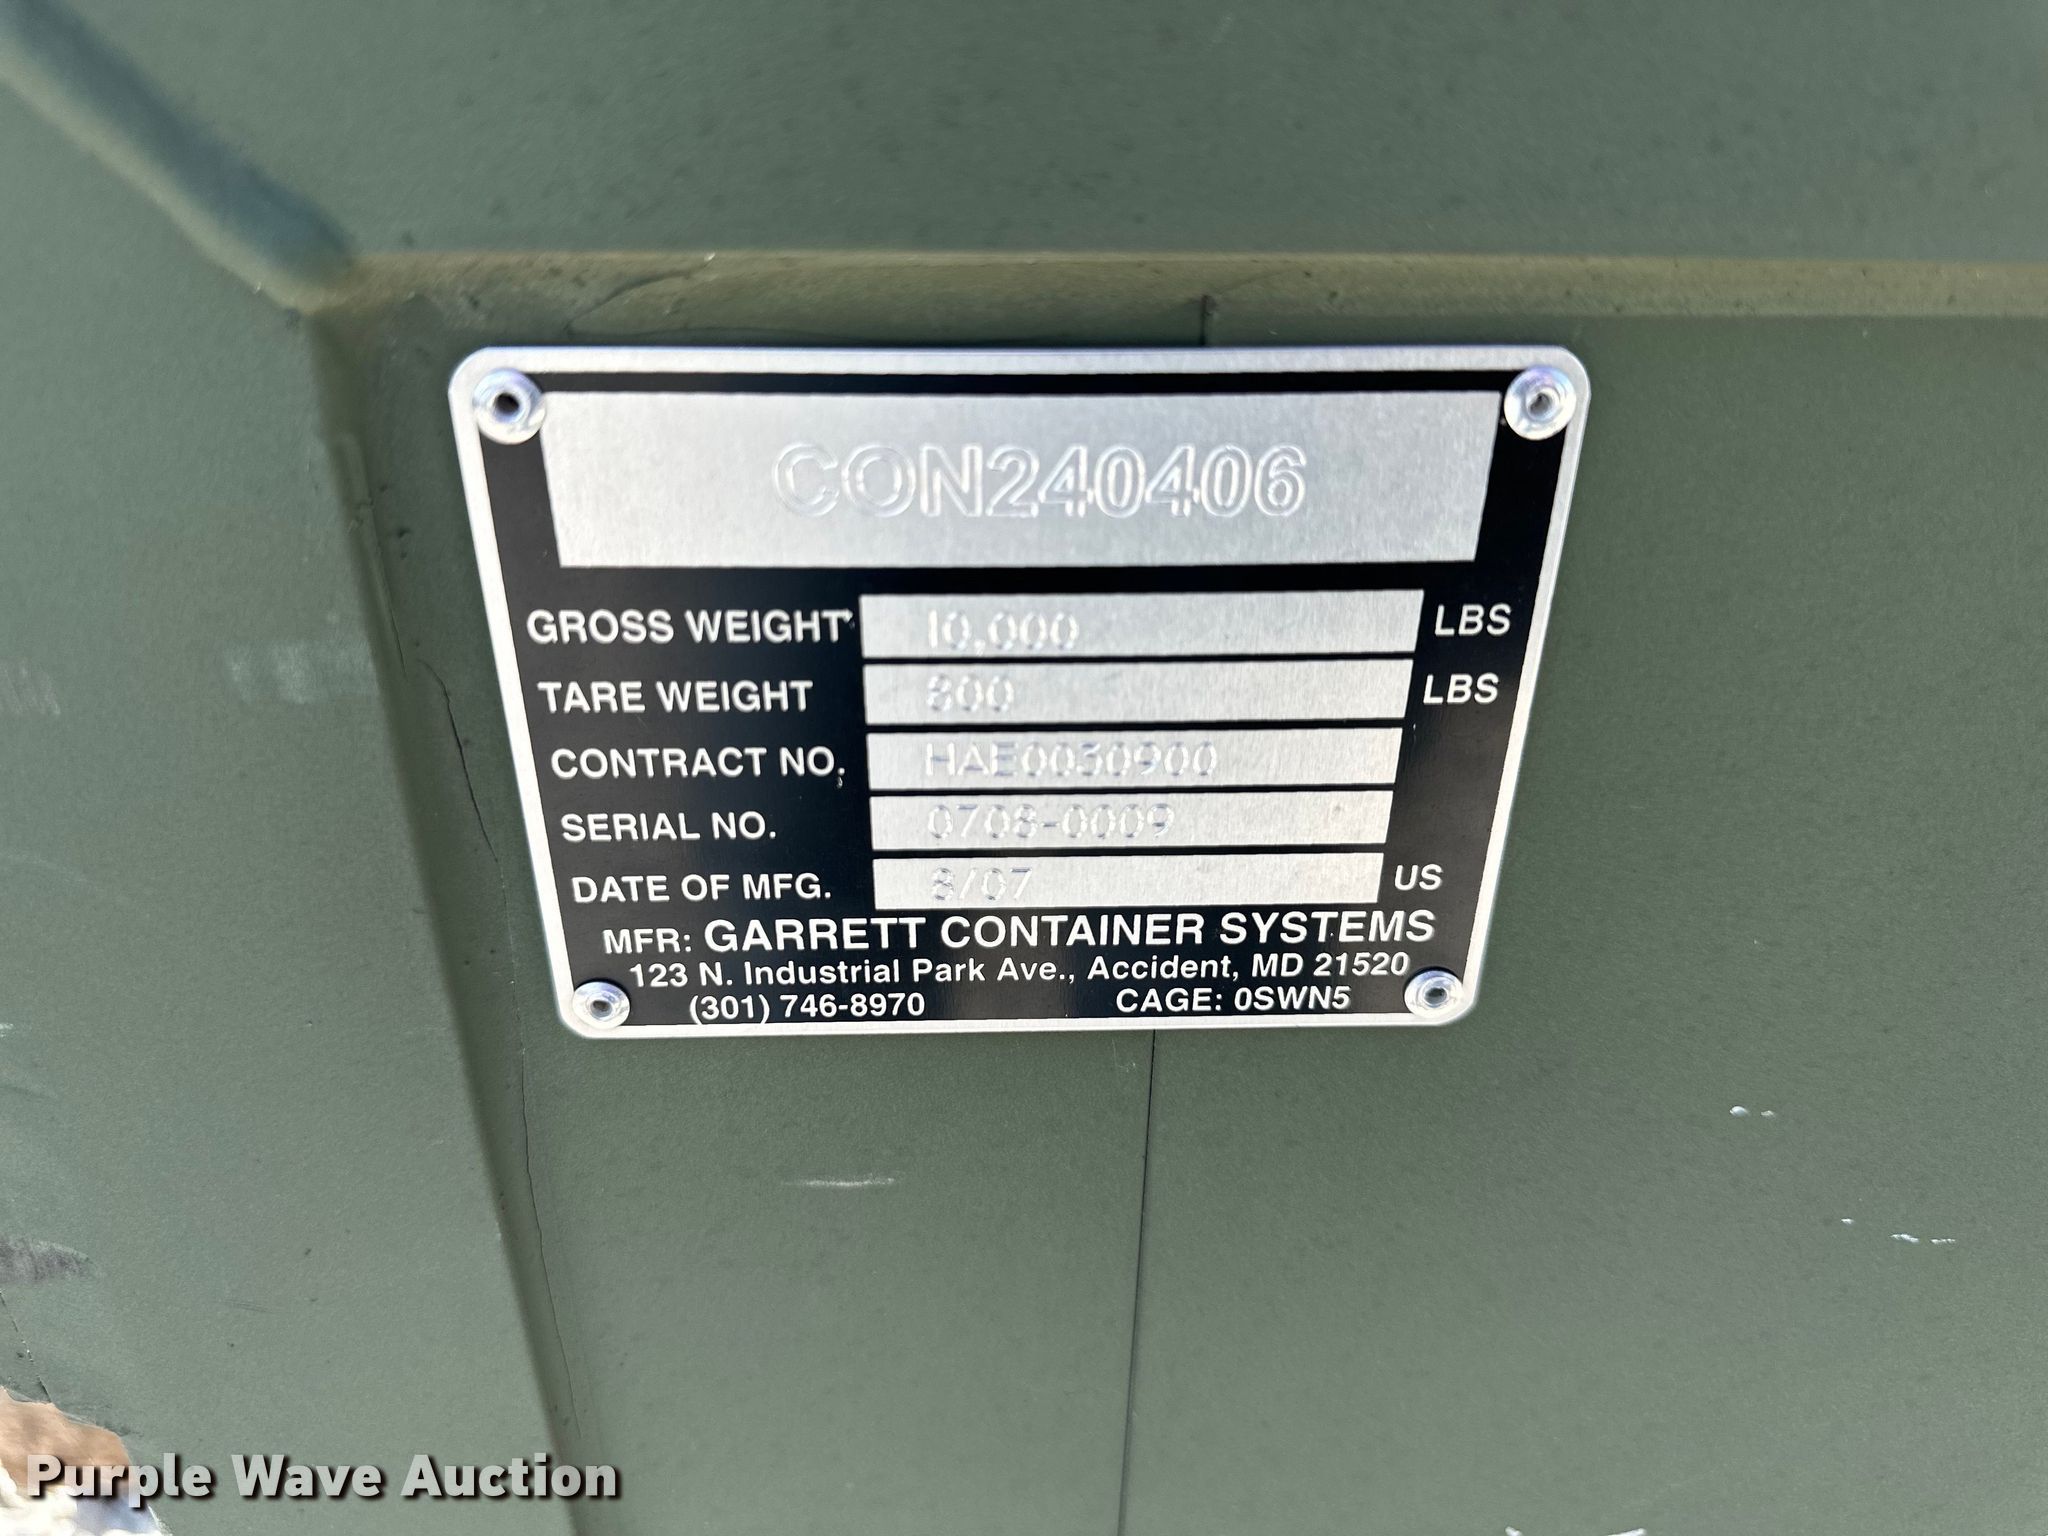 CON240406
GROSS WEIGHT 10,000 LBS
TARE WEIGHT 800 LBS
CONTRACT NO. HAE0030900
SERIAL NO. 0708-0009
DATE OF MFG. 8/07 US
MFR: GARRETT CONTAINER SYSTEMS
123 N. Industrial Park Ave., Accident, MD 21520
(301) 746-8970 CAGE: 0SWN5
Purple Wave Auction